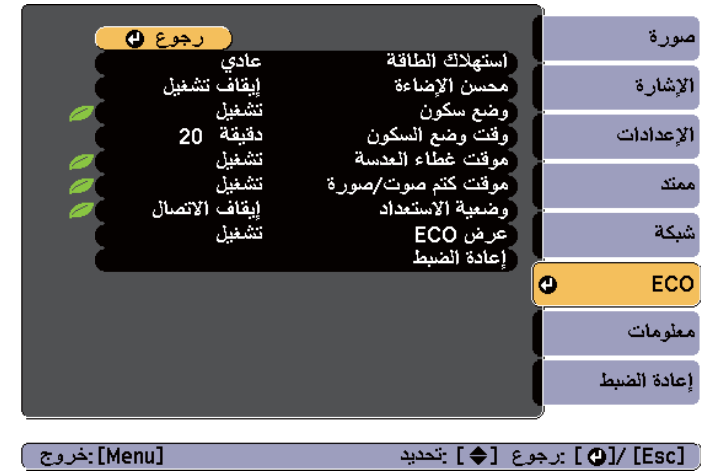 رجوع
استهلاك الطاقة عادي
محسن الإضاءة إيقاف تشغيل
وضع سكون تشغيل
وقت وضع السكون 20 دقيقة
موقت غطاء العدسة تشغيل
موقت كتم صوت/صورة تشغيل
وضعية الاستعداد إيقاف الاتصال
عرض ECO تشغيل
إعادة الضبط
صورة
الإشارة
الإعدادات
ممتد
شبكة
ECO
معلومات
إعادة الضبط
[Esc] /[ ] :رجوع [ ] :تحديد [Menu] :خروج